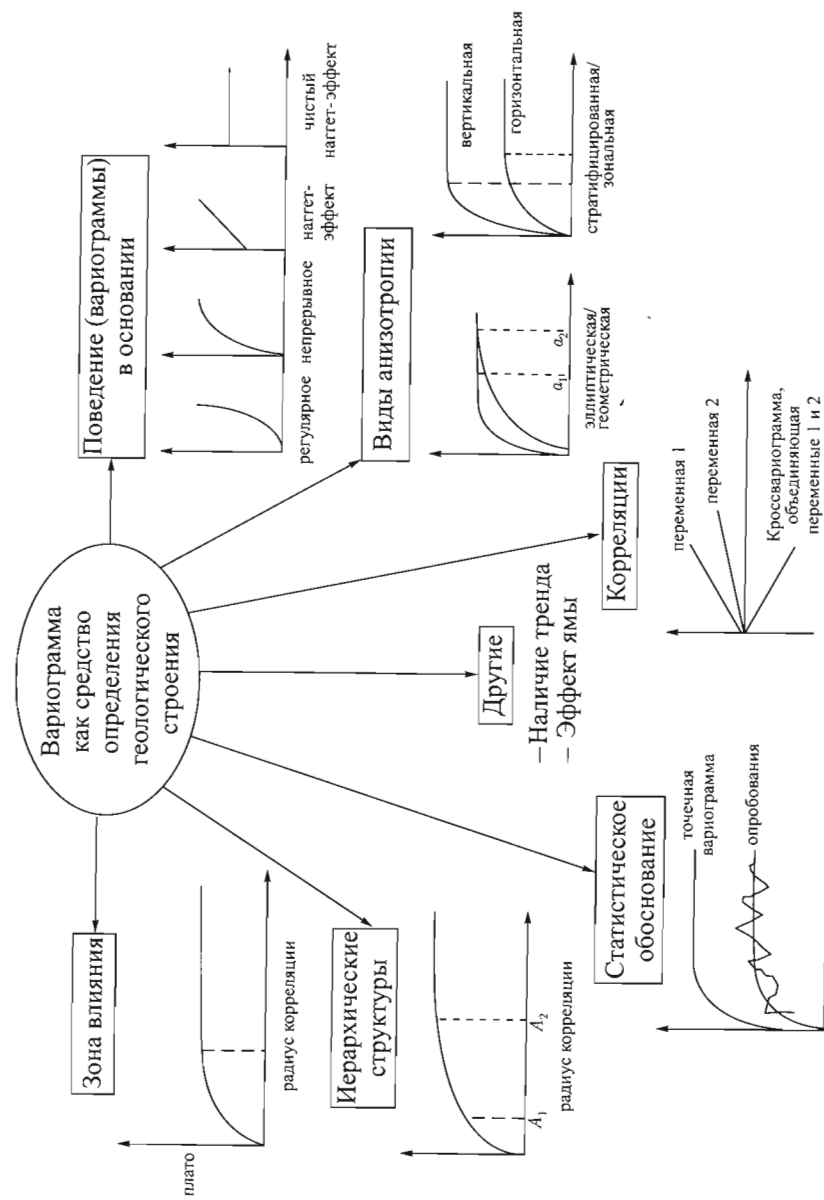 Вариограмма
как средство
определения
геологического
строения
Зона влияния
плато
радиус корреляции
Иерархические
структуры
A₁
A₂
радиус корреляции
Статистическое
обоснование
точечная
вариограмма
опробования
Другие
— Наличие тренда
— Эффект ямы
Корреляции
переменная 1
переменная 2
Кроссвариограмма,
объединяющая
переменные 1 и 2
Виды анизотропии
a₁
a₂
эллиптическая/
геометрическая
вертикальная
горизонтальная
стратифицированная/
зональная
Поведение (вариограммы)
в основании
регулярное
непрерывное
наггет-
эффект
чистый
наггет-эффект